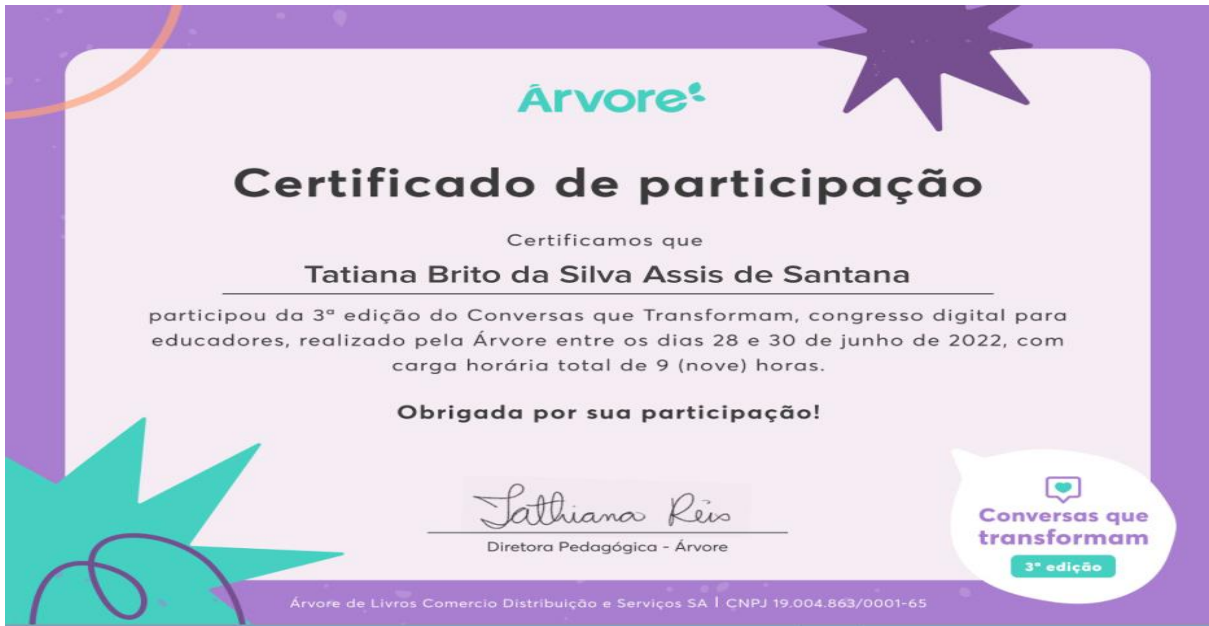 Árvore
Certificado de participação
Certificamos que
Tatiana Brito da Silva Assis de Santana
participou da 3ª edição do Conversas que Transformam, congresso digital para
educadores, realizado pela Árvore entre os dias 28 e 30 de junho de 2022, com
carga horária total de 9 (nove) horas.
Obrigada por sua participação!
Tathiana Reis
Diretora Pedagógica - Árvore
Conversas que
transformam
3ª edição
Árvore de Livros Comercio Distribuição e Serviços SA | CNPJ 19.004.863/0001-65